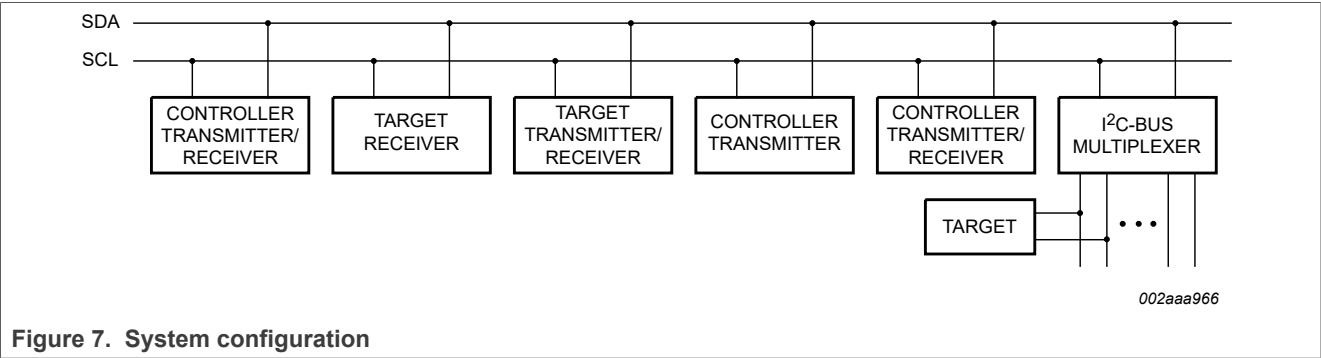 SDA
SCL
CONTROLLER
TRANSMITTER/
RECEIVER
TARGET
RECEIVER
TARGET
TRANSMITTER/
RECEIVER
CONTROLLER
TRANSMITTER
CONTROLLER
TRANSMITTER/
RECEIVER
I²C-BUS
MULTIPLEXER
TARGET
002aaa966
Figure 7. System configuration